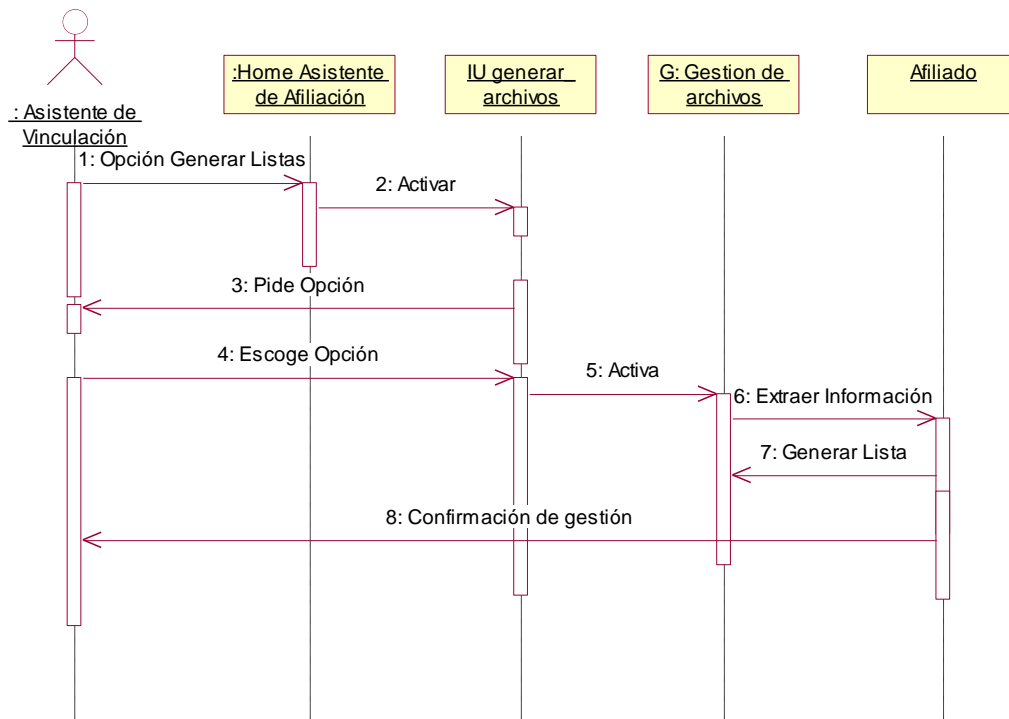 : Asistente de
Vinculación
:Home Asistente
de Afiliación
IU generar_
archivos
G: Gestion de
archivos
Afiliado
1: Opción Generar Listas
2: Activar
3: Pide Opción
4: Escoge Opción
5: Activa
6: Extraer Información
7: Generar Lista
8: Confirmación de gestión